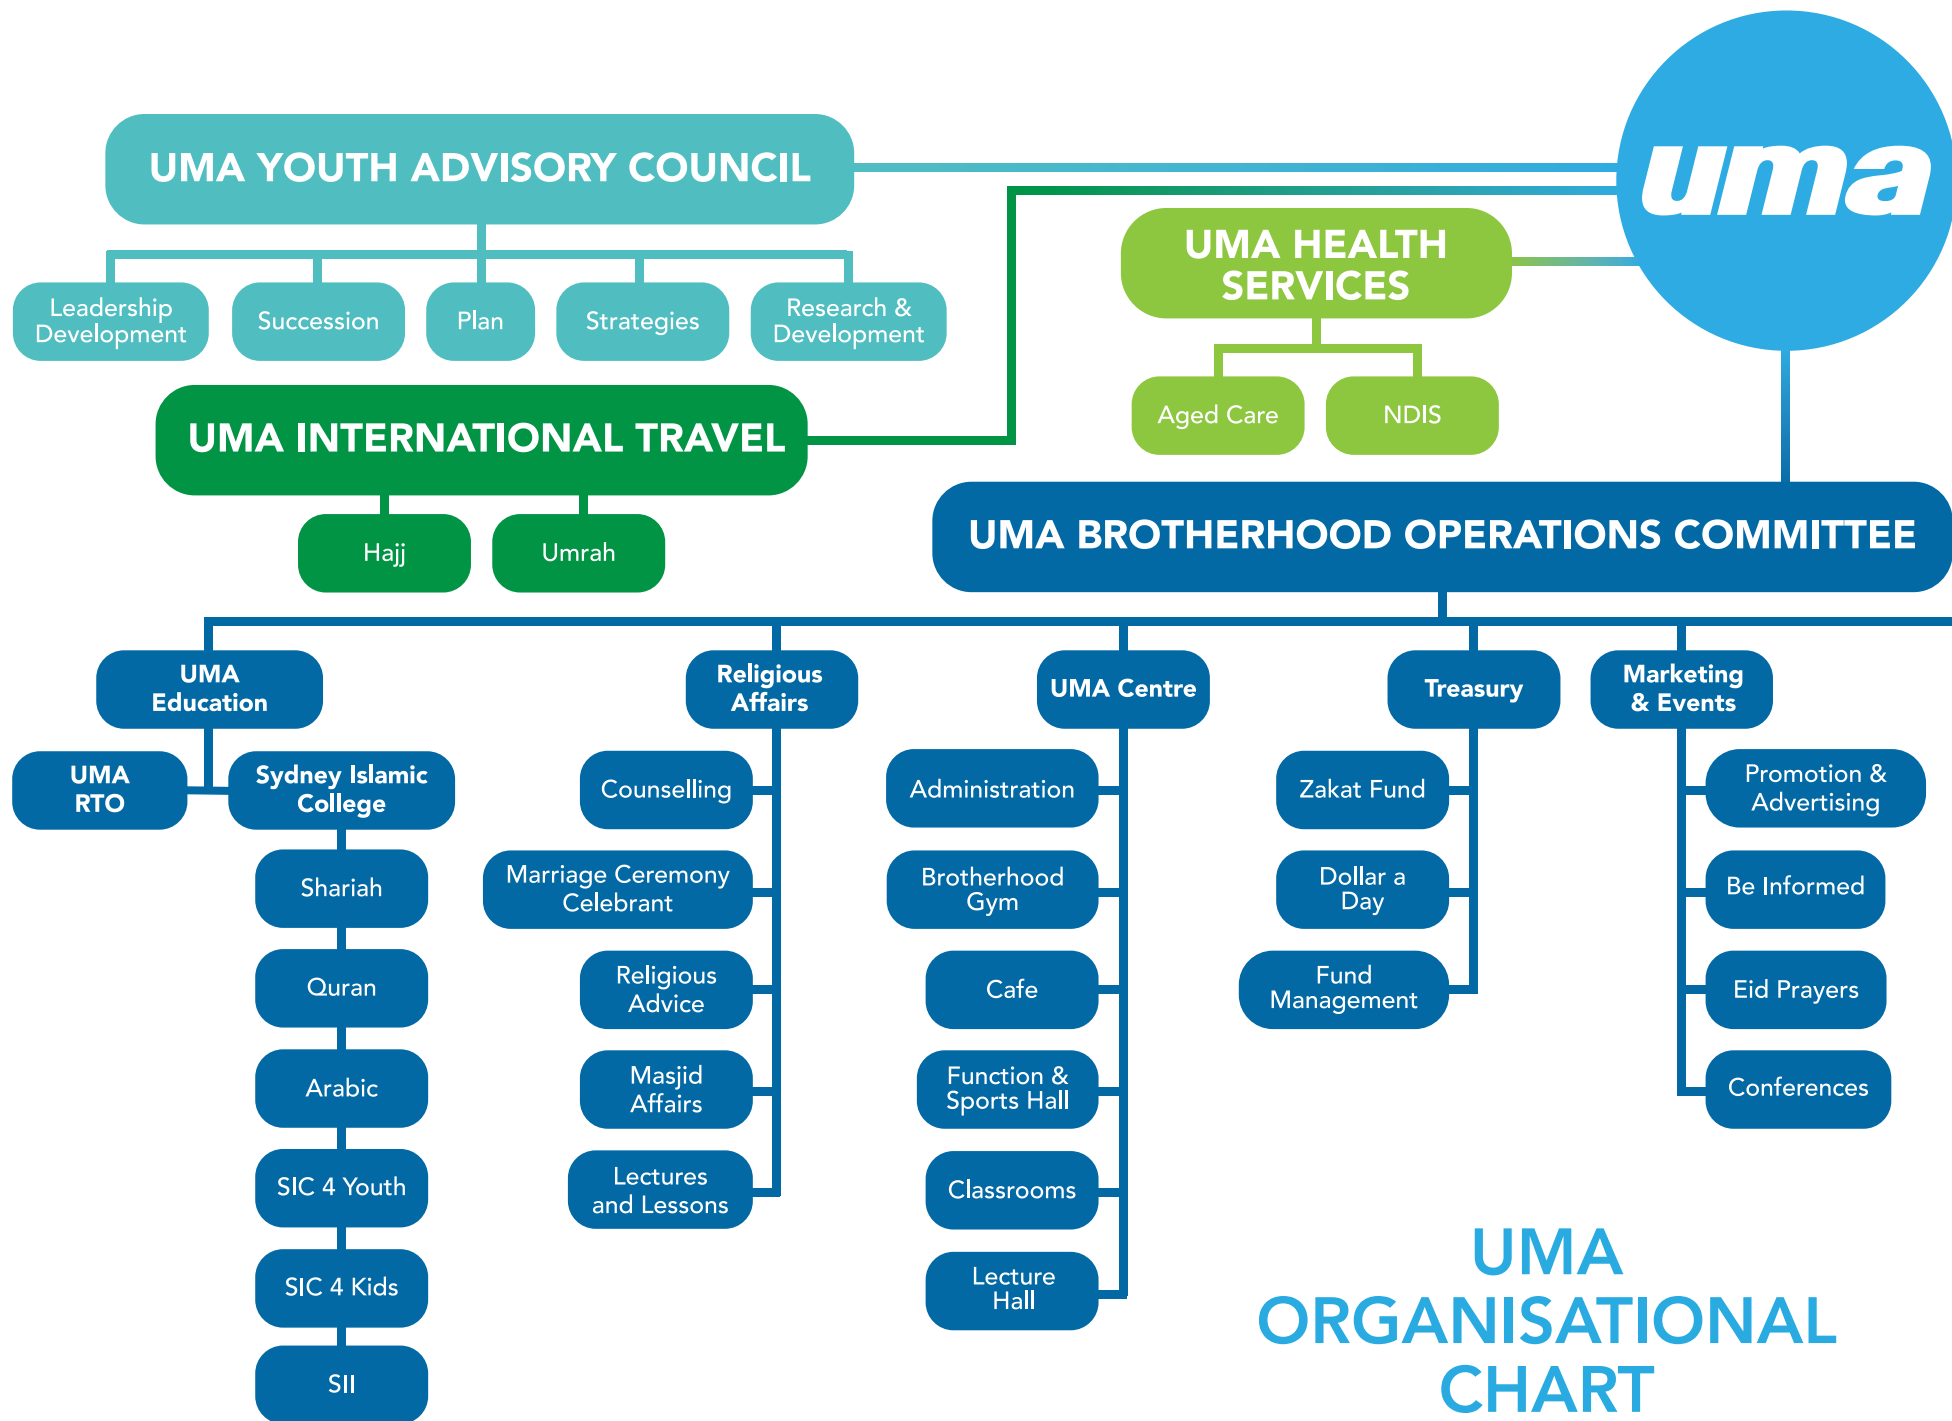 uma
UMA YOUTH ADVISORY COUNCIL
Leadership
Development
Succession
Plan
Strategies
Research &
Development
UMA HEALTH
SERVICES
Aged Care
NDIS
UMA INTERNATIONAL TRAVEL
Hajj
Umrah
UMA BROTHERHOOD OPERATIONS COMMITTEE
UMA
Education
UMA
RTO
Sydney Islamic
College
Shariah
Quran
Arabic
SIC 4 Youth
SIC 4 Kids
SII
Religious
Affairs
Counselling
Marriage Ceremony
Celebrant
Religious
Advice
Masjid
Affairs
Lectures
and Lessons
UMA Centre
Administration
Brotherhood
Gym
Cafe
Function &
Sports Hall
Classrooms
Lecture
Hall
Treasury
Zakat Fund
Dollar a
Day
Fund
Management
Marketing
& Events
Promotion &
Advertising
Be Informed
Eid Prayers
Conferences
UMA
ORGANISATIONAL
CHART